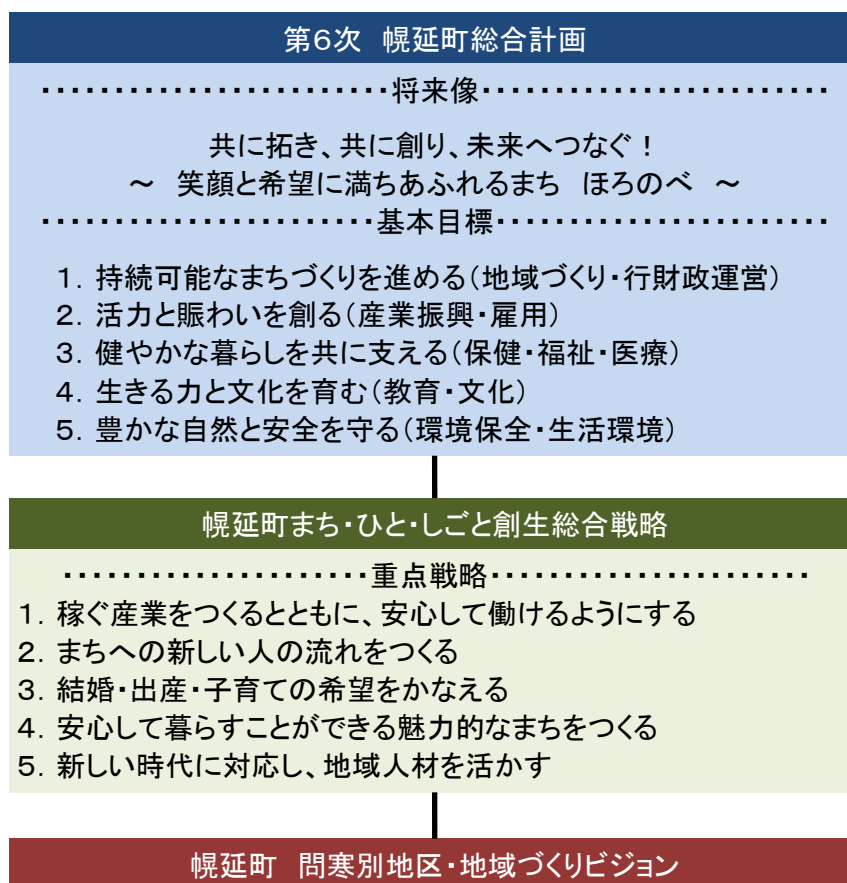 第6次　幌延町総合計画
････････････････････････将来像････････････････････････
共に拓き、共に創り、未来へつなぐ！
～　笑顔と希望に満ちあふれるまち　ほろのべ　～
･･･････････････････････基本目標･･･････････････････････
１．持続可能なまちづくりを進める（地域づくり・行財政運営）
２．活力と賑わいを創る（産業振興・雇用）
３．健やかな暮らしを共に支える（保健・福祉・医療）
４．生きる力と文化を育む（教育・文化）
５．豊かな自然と安全を守る（環境保全・生活環境）
幌延町まち・ひと・しごと創生総合戦略
･････････････････････重点戦略･･････････････････････
１．稼ぐ産業をつくるとともに、安心して働けるようにする
２．まちへの新しい人の流れをつくる
３．結婚・出産・子育ての希望をかなえる
４．安心して暮らすことができる魅力的なまちをつくる
５．新しい時代に対応し、地域人材を活かす
幌延町　問寒別地区・地域づくりビジョン